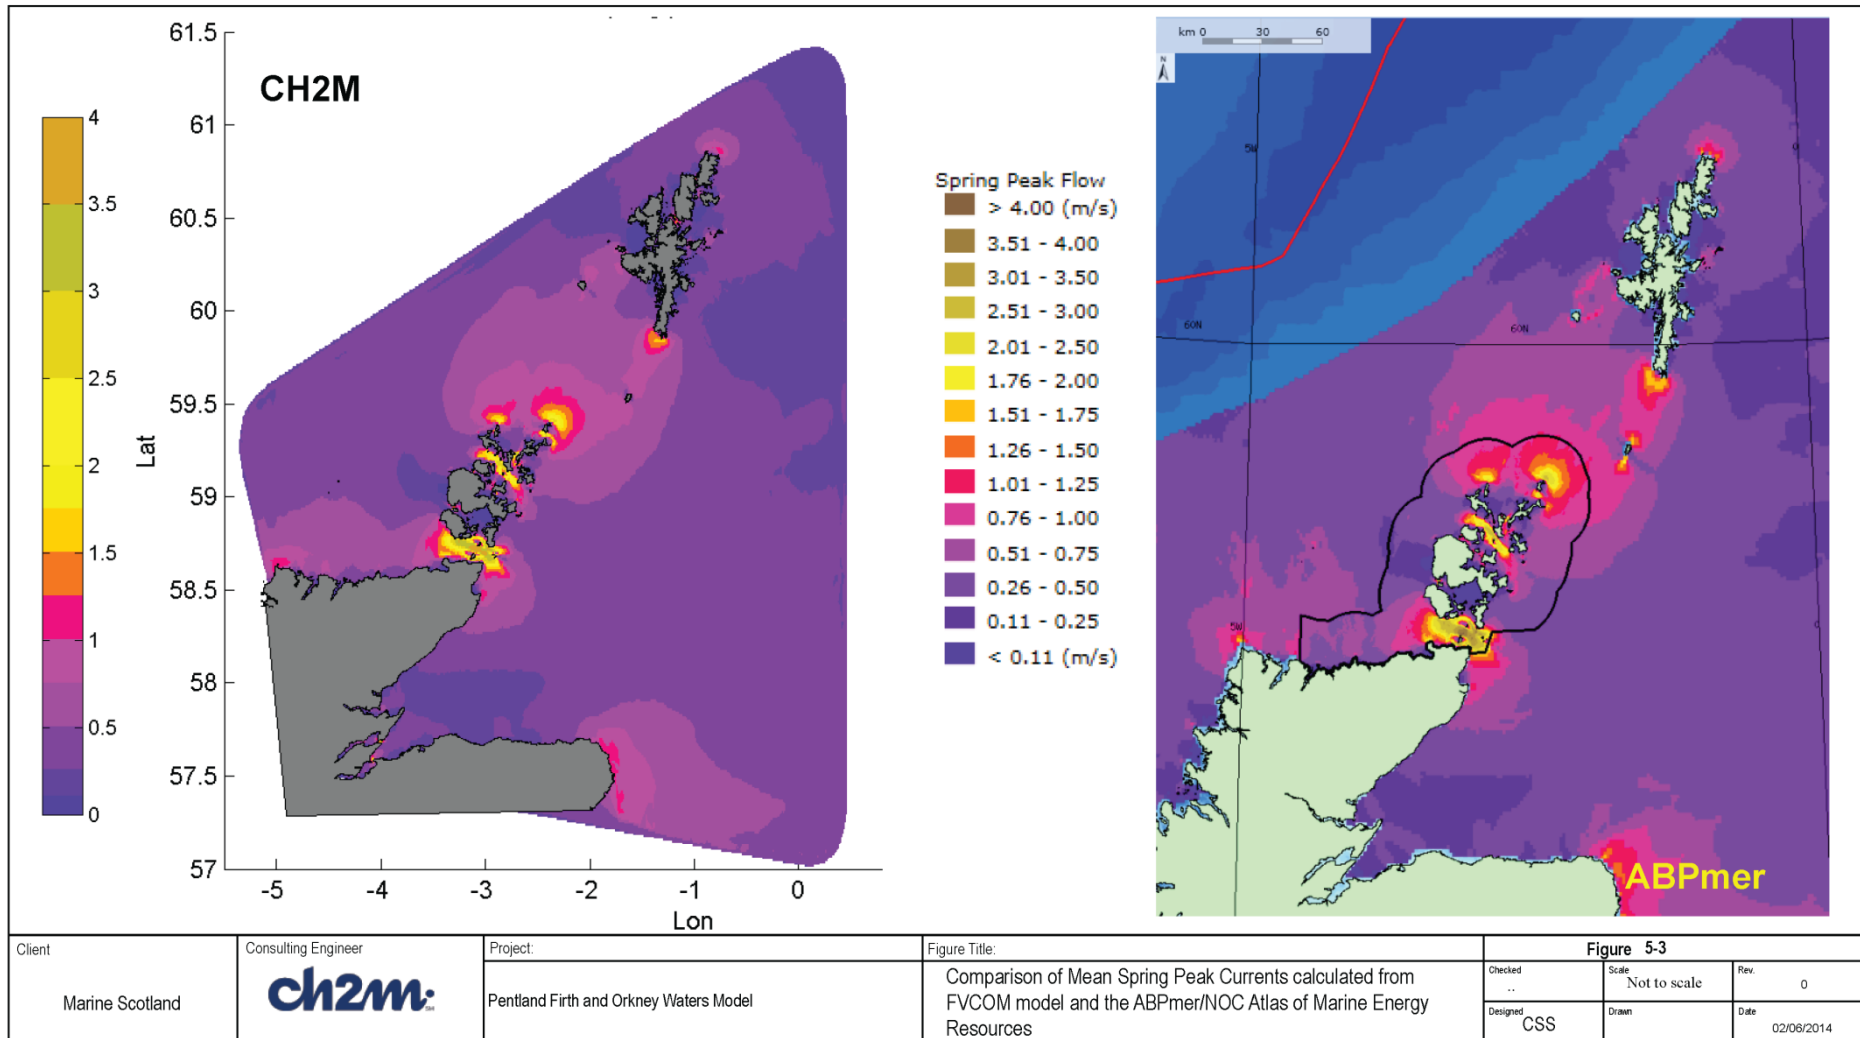 CH2M
61.5
61
60.5
60
59.5
59
58.5
58
57.5
57
Lat
-5
-4
-3
-2
-1
0
Lon
4
3.5
3
2.5
2
1.5
1
0.5
0
Spring Peak Flow
> 4.00 (m/s)
3.51 - 4.00
3.01 - 3.50
2.51 - 3.00
2.01 - 2.50
1.76 - 2.00
1.51 - 1.75
1.26 - 1.50
1.01 - 1.25
0.76 - 1.00
0.51 - 0.75
0.26 - 0.50
0.11 - 0.25
< 0.11 (m/s)
km 0 30 60
N
5W
0
60N
60N
5W
0
ABPmer
Client
Marine Scotland
Consulting Engineer
ch2m:
Project:
Pentland Firth and Orkney Waters Model
Figure Title:
Comparison of Mean Spring Peak Currents calculated from
FVCOM model and the ABPmer/NOC Atlas of Marine Energy
Resources
Figure 5-3
Checked
..
Scale
Not to scale
Rev.
0
Designed
CSS
Drawn
Date
02/06/2014